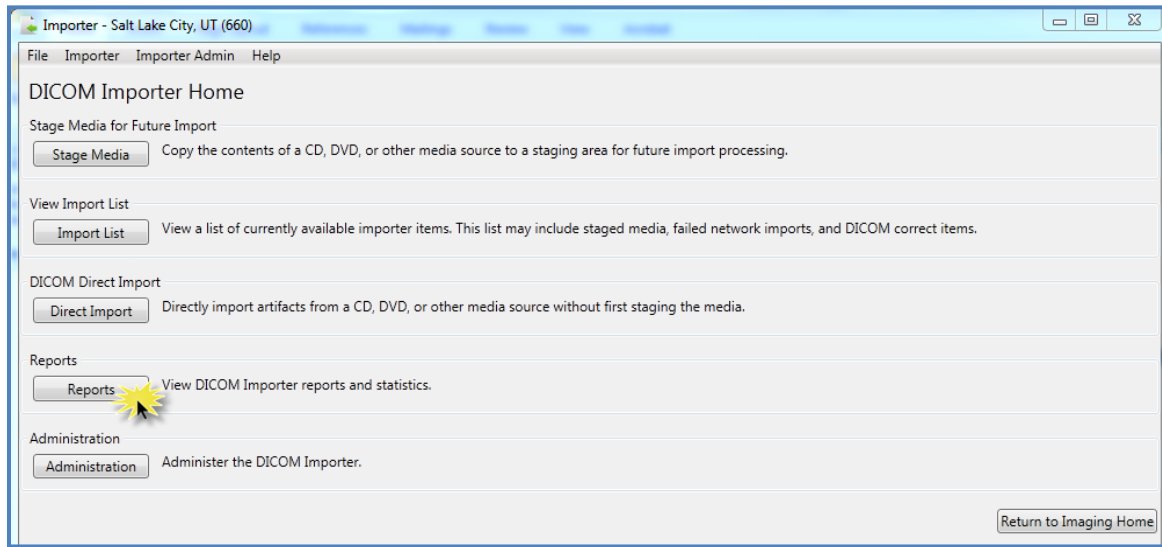 Importer - Salt Lake City, UT (660)
File Importer Importer Admin Help
DICOM Importer Home
Stage Media for Future Import
Stage Media Copy the contents of a CD, DVD, or other media source to a staging area for future import processing.
View Import List
Import List View a list of currently available importer items. This list may include staged media, failed network imports, and DICOM correct items.
DICOM Direct Import
Direct Import Directly import artifacts from a CD, DVD, or other media source without first staging the media.
Reports
Reports View DICOM Importer reports and statistics.
Administration
Administration Administer the DICOM Importer.
Return to Imaging Home